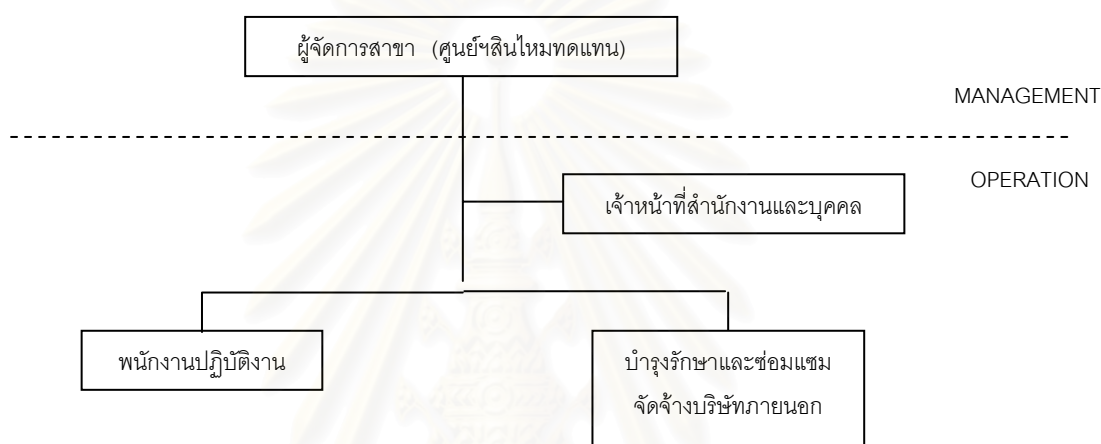 ผู้จัดการสาขา (ศูนย์ฯสินไหมทดแทน)
MANAGEMENT
OPERATION
เจ้าหน้าที่สำนักงานและบุคคล
พนักงานปฏิบัติงาน
บำรุงรักษาและซ่อมแซม
จัดจ้างบริษัทภายนอก